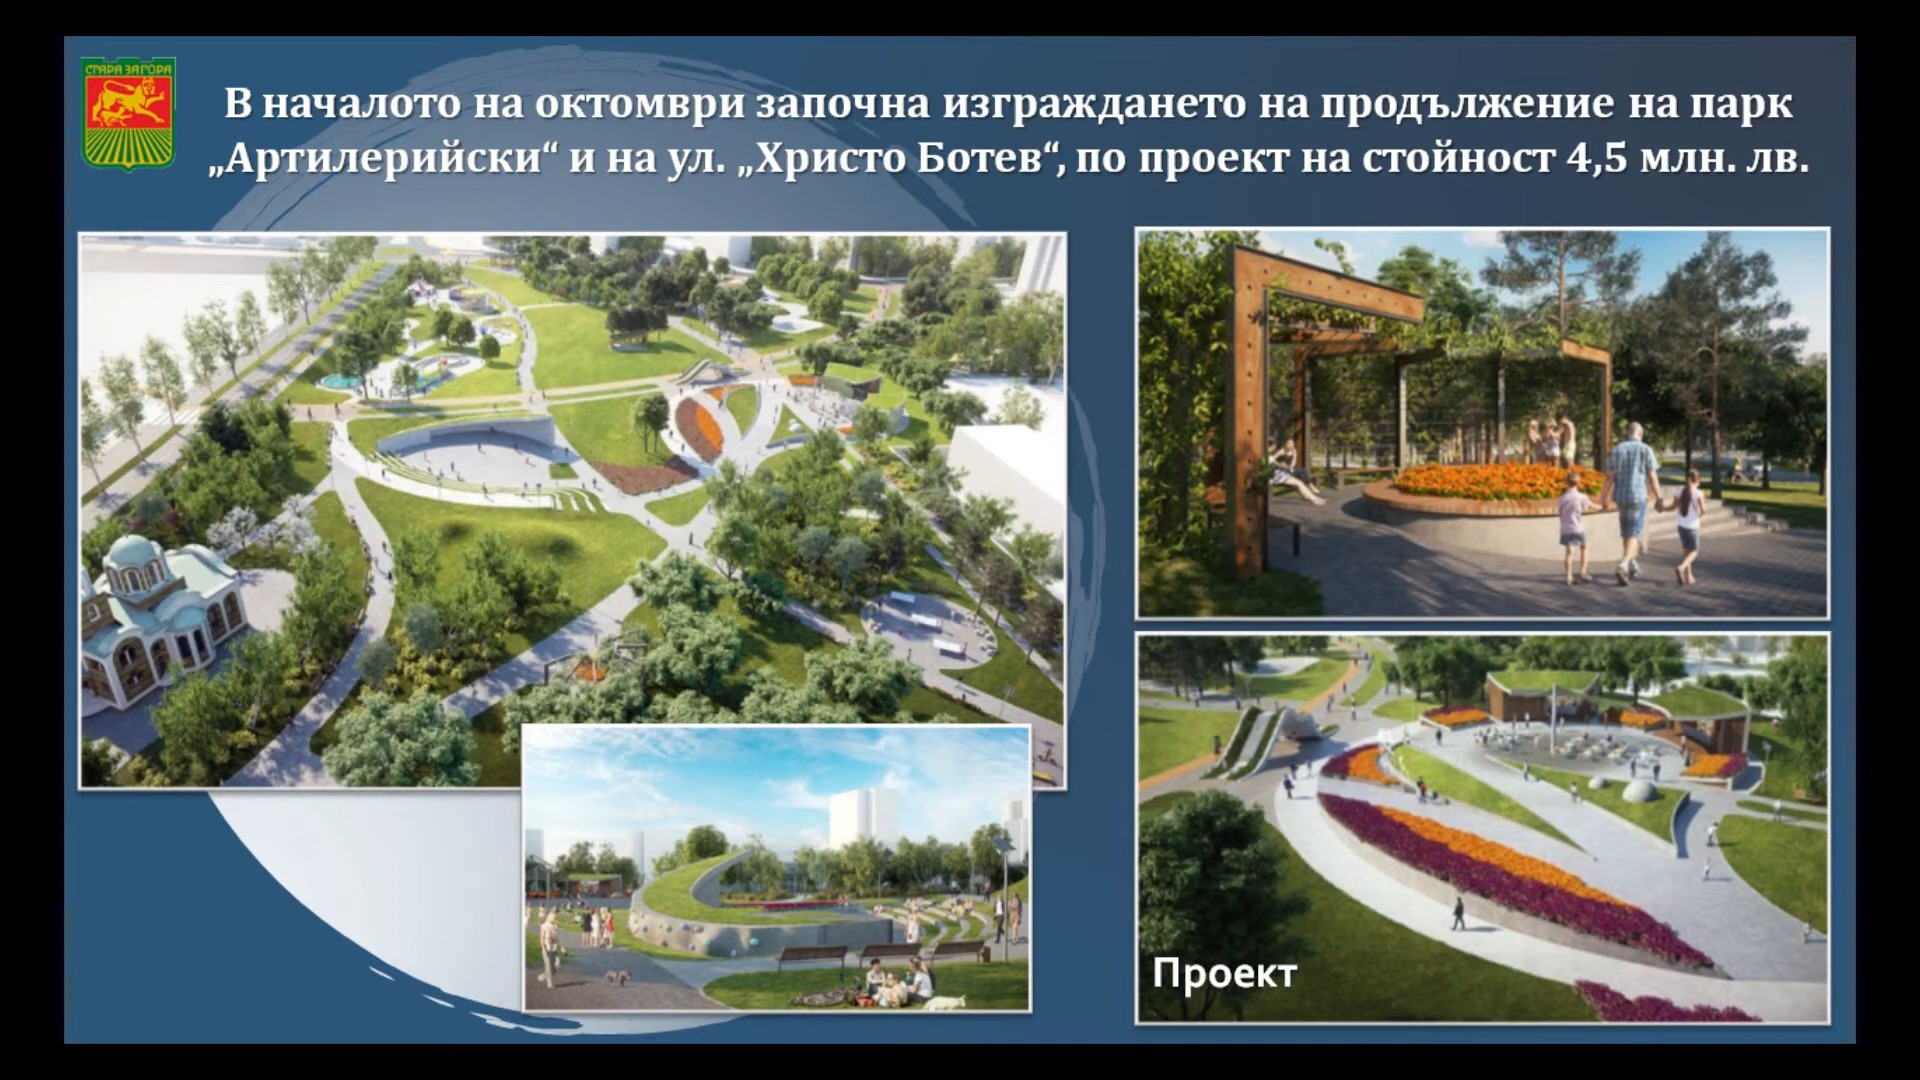 СТАРА ЗАГОРА
В началото на октомври започна изграждането на продължение на парк
„Артилерийски“ и на ул. „Христо Ботев“, по проект на стойност 4,5 млн. лв.
Проект